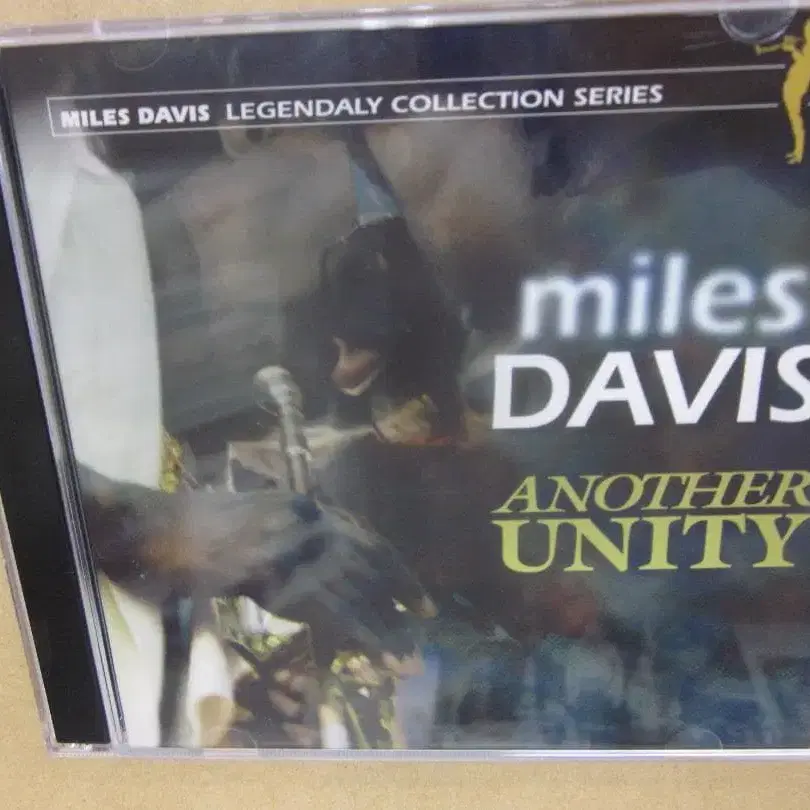 MILES DAVIS LEGENDALY COLLECTION SERIES
miles
DAVIS
ANOTHER
UNITY